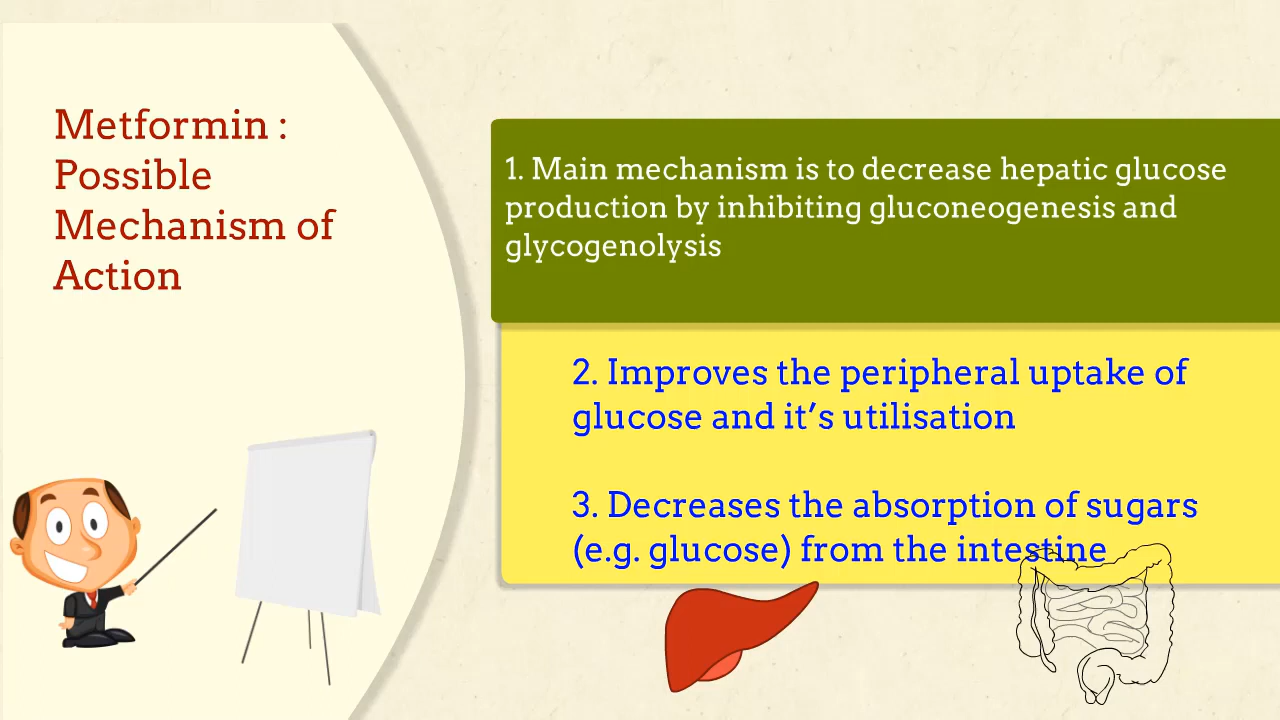 Metformin :
Possible
Mechanism of
Action
1. Main mechanism is to decrease hepatic glucose
production by inhibiting gluconeogenesis and
glycogenolysis
2. Improves the peripheral uptake of
glucose and it’s utilisation
3. Decreases the absorption of sugars
(e.g. glucose) from the intestine